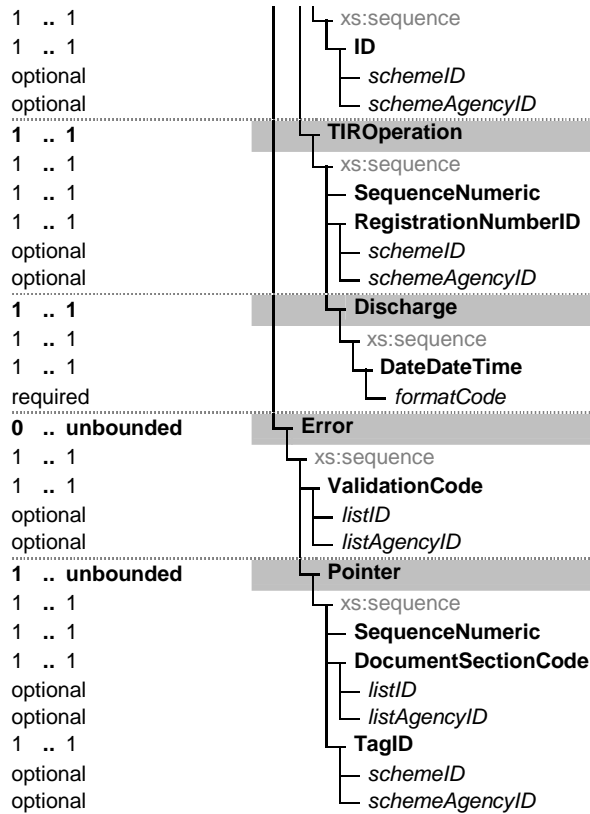 1 .. 1 xs:sequence
1 .. 1 ID
optional schemeID
optional schemeAgencyID
1 .. 1 TIROperation
1 .. 1 xs:sequence
1 .. 1 SequenceNumeric
1 .. 1 RegistrationNumberID
optional schemeID
optional schemeAgencyID
1 .. 1 Discharge
1 .. 1 xs:sequence
1 .. 1 DateDateTime
required formatCode
0 .. unbounded Error
1 .. 1 xs:sequence
1 .. 1 ValidationCode
optional listID
optional listAgencyID
1 .. unbounded Pointer
1 .. 1 xs:sequence
1 .. 1 SequenceNumeric
1 .. 1 DocumentSectionCode
optional listID
optional listAgencyID
1 .. 1 TagID
optional schemeID
optional schemeAgencyID